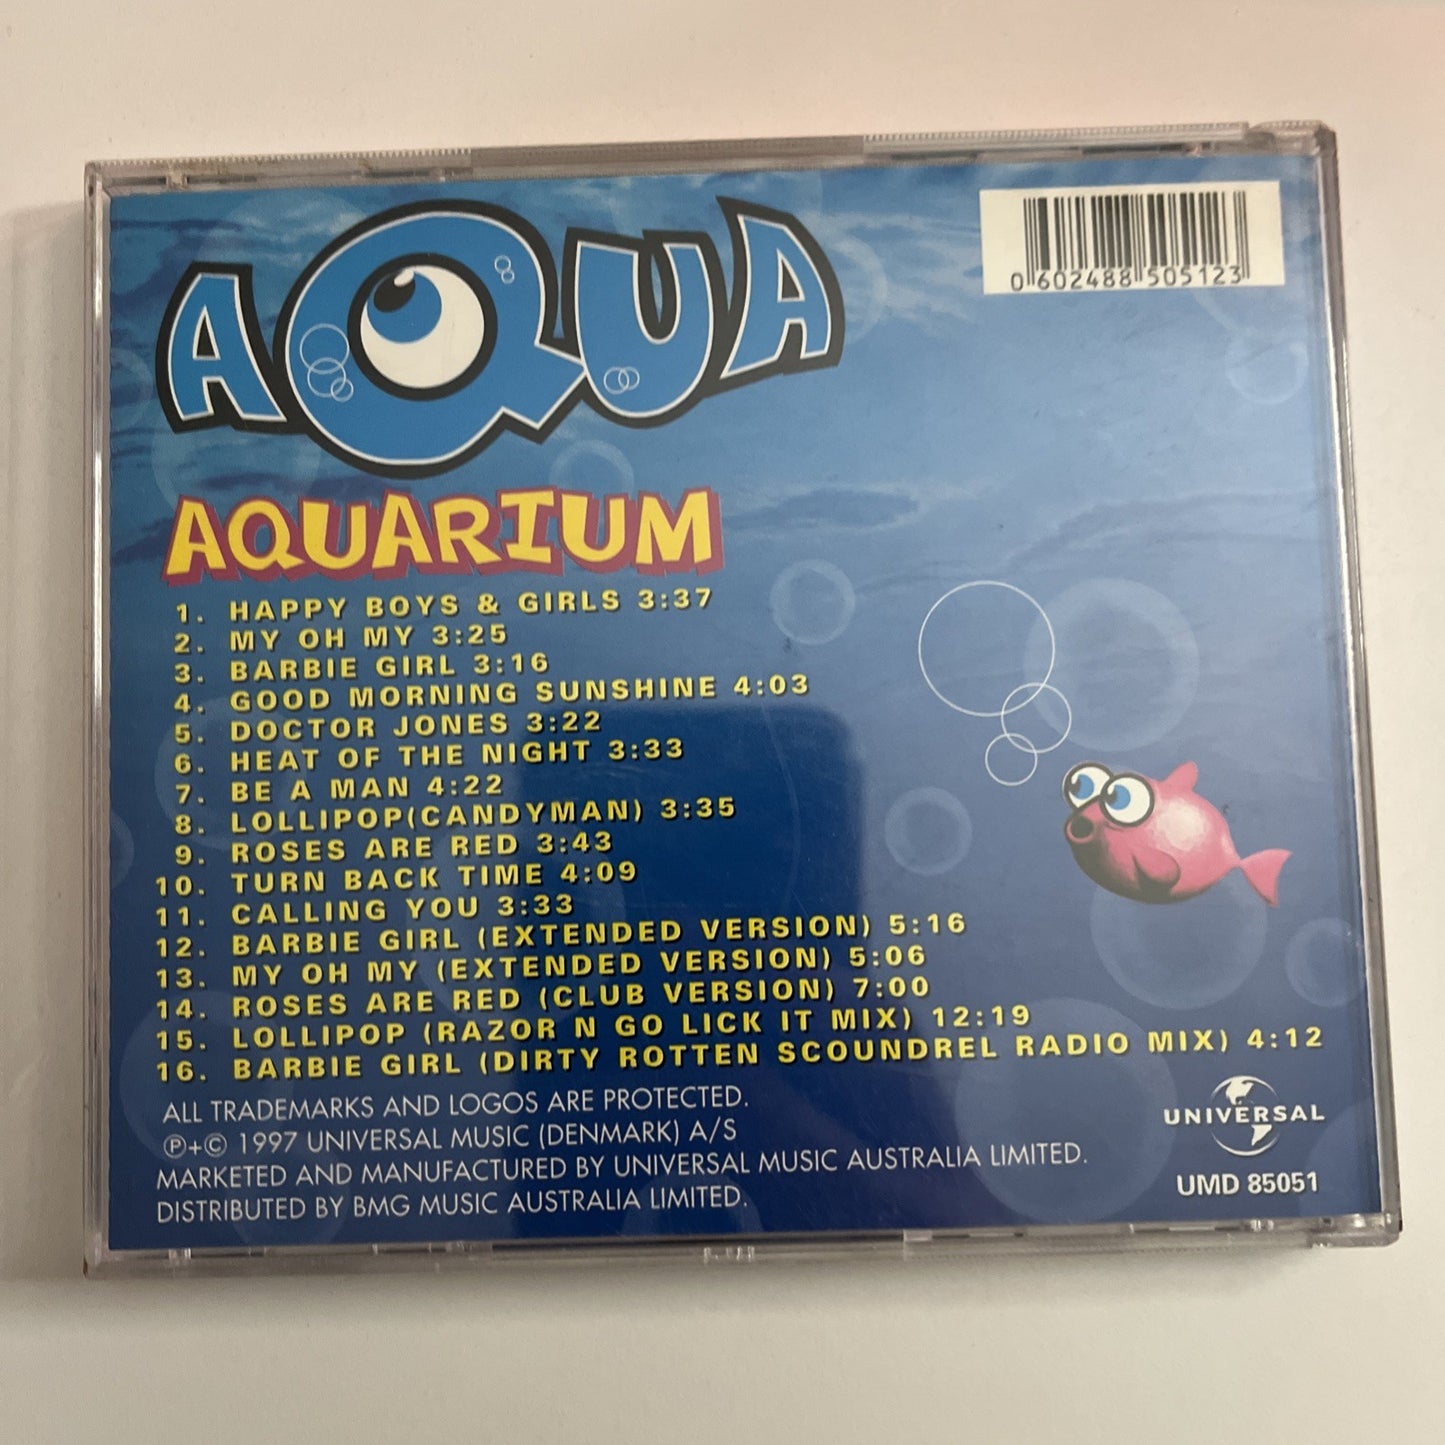 AQUA
0 602488 505123
AQUARIUM
1. HAPPY BOYS & GIRLS 3:37
2. MY OH MY 3:25
3. BARBIE GIRL 3:16
4. GOOD MORNING SUNSHINE 4:03
5. DOCTOR JONES 3:22
6. HEAT OF THE NIGHT 3:33
7. BE A MAN 4:22
8. LOLLIPOP(CANDYMAN) 3:35
9. ROSES ARE RED 3:43
10. TURN BACK TIME 4:09
11. CALLING YOU 3:33
12. BARBIE GIRL (EXTENDED VERSION) 5:16
13. MY OH MY (EXTENDED VERSION) 5:06
14. ROSES ARE RED (CLUB VERSION) 7:00
15. LOLLIPOP (RAZOR N GO LICK IT MIX) 12:19
16. BARBIE GIRL (DIRTY ROTTEN SCOUNDREL RADIO MIX) 4:12
ALL TRADEMARKS AND LOGOS ARE PROTECTED.
℗+© 1997 UNIVERSAL MUSIC (DENMARK) A/S
MARKETED AND MANUFACTURED BY UNIVERSAL MUSIC AUSTRALIA LIMITED.
DISTRIBUTED BY BMG MUSIC AUSTRALIA LIMITED.
UNIVERSAL
UMD 85051